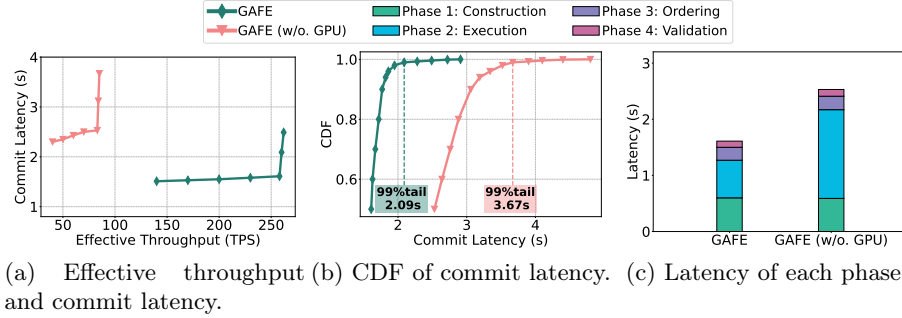 GAFE
GAFE (w/o. GPU)
Phase 1: Construction
Phase 2: Execution
Phase 3: Ordering
Phase 4: Validation
Commit Latency (s)
4
3
2
1
50 100 150 200 250
Effective Throughput (TPS)
CDF
1.0
0.8
0.6
99%tail
2.09s
99%tail
3.67s
2 3 4
Commit Latency (s)
Latency (s)
3
2
1
0
GAFE GAFE (w/o. GPU)
(a) Effective throughput
and commit latency.
(b) CDF of commit latency.
(c) Latency of each phase